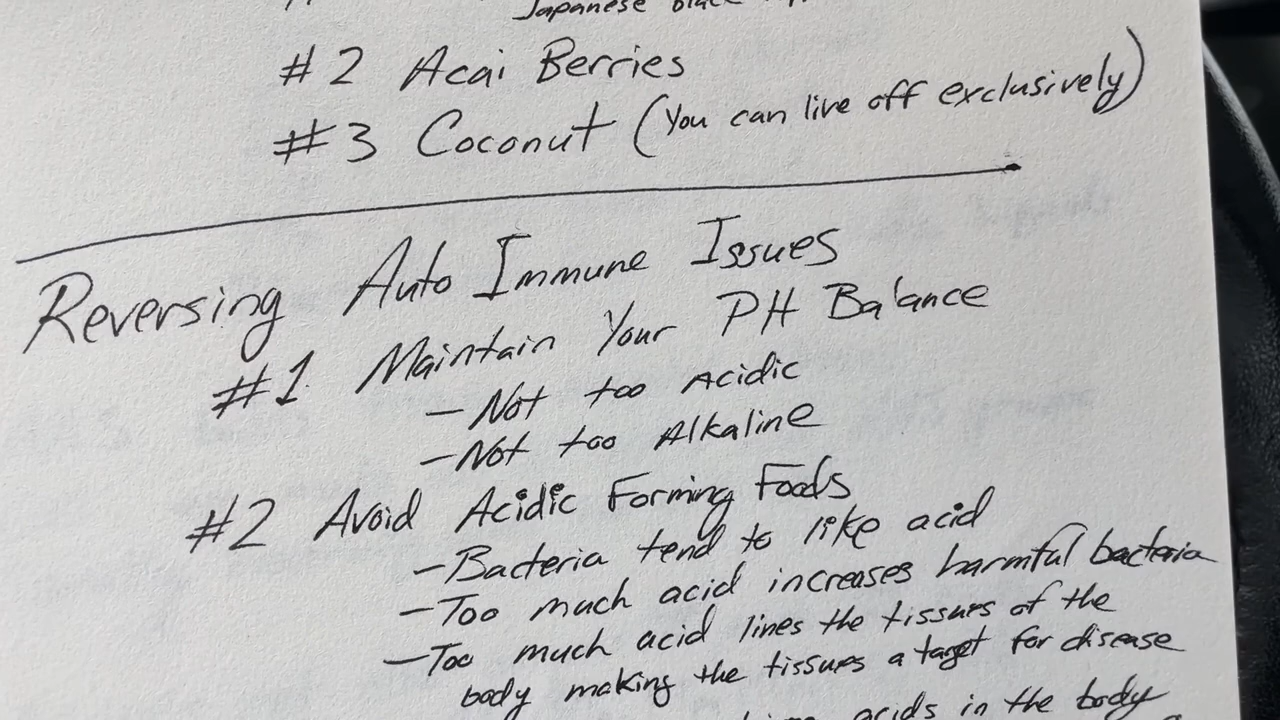 Japanese
#2 Acai Berries
#3 Coconut (You can live off exclusively)
Reversing Auto Immune Issues
#1 Maintain Your PH Balance
- Not too Acidic
- Not too Alkaline
#2 Avoid Acidic Forming Foods
- Bacteria tend to like acid
- Too much acid increases harmful bacteria
- Too much acid lines the tissues of the
body making the tissues a target for disease
acids in the body